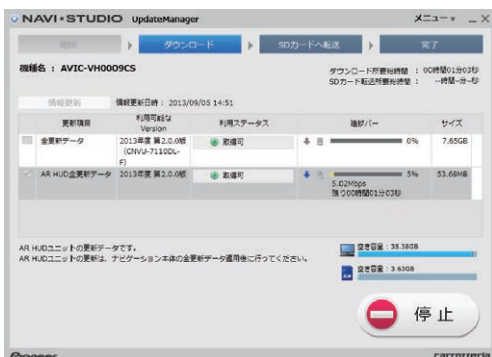 NAVI•STUDIO UpdateManager
メニュー
開始 ダウンロード SDカードへ転送 完了
機種名 : AVIC-VH0009CS
ダウンロード所要総時間 : 00時間01分03秒
SDカード転送所要総時間 : --時間--分--秒
情報更新 情報更新日時 : 2013/09/05 14:51
更新項目 利用可能なVersion 利用ステータス 進捗バー サイズ
全更新データ 2013年度 第2.0.0版 取得可 0% 7.65GB
(CNVU-71100L-
F)
AR HUD全更新データ 2013年度 第2.0.0版 取得可 5% 53.68MB
5.02Mbps
残り00時間01分03秒
AR HUDユニットの更新データです。
AR HUDユニットの更新は、ナビゲーション本体の全更新データ適用後に行ってください。
空き容量 : 35.38GB
空き容量 : 3.63GB
停止
Pioneer carrozzeria